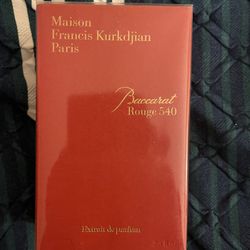 Maison
Francis Kurkdjian
Paris
Baccarat
Rouge 540
Extrait de parfum